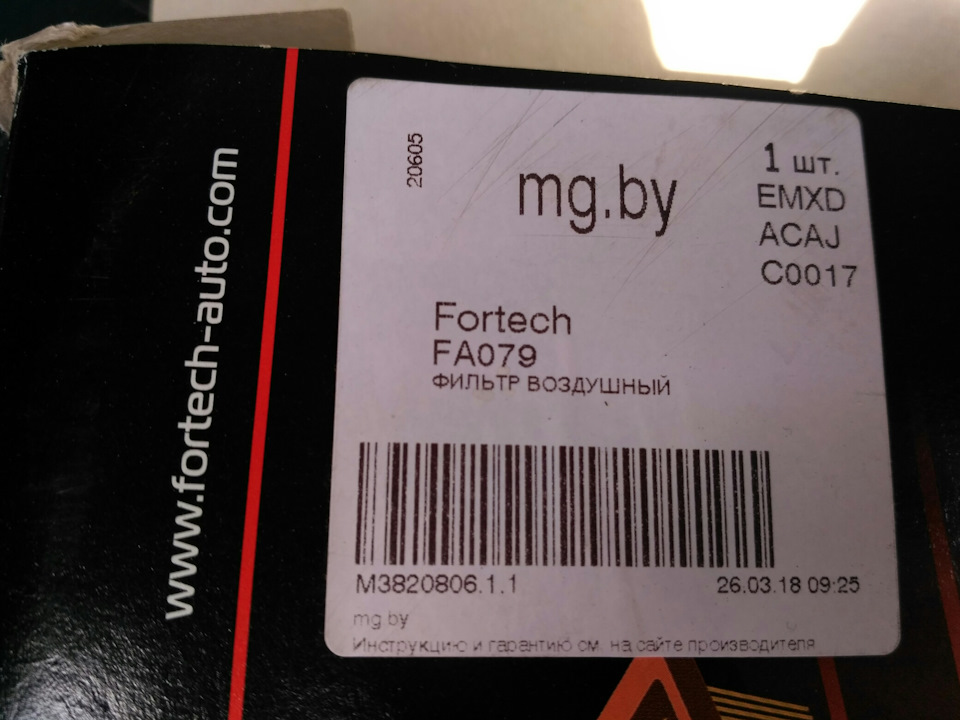 www.fortech-auto.com
20605
mg.by
1 шт.
EMXD
ACAJ
C0017
Fortech
FA079
ФИЛЬТР ВОЗДУШНЫЙ
M3820806.1.1
26.03.18 09:25
mg.by
Инструкцию и гарантию см. на сайте производителя